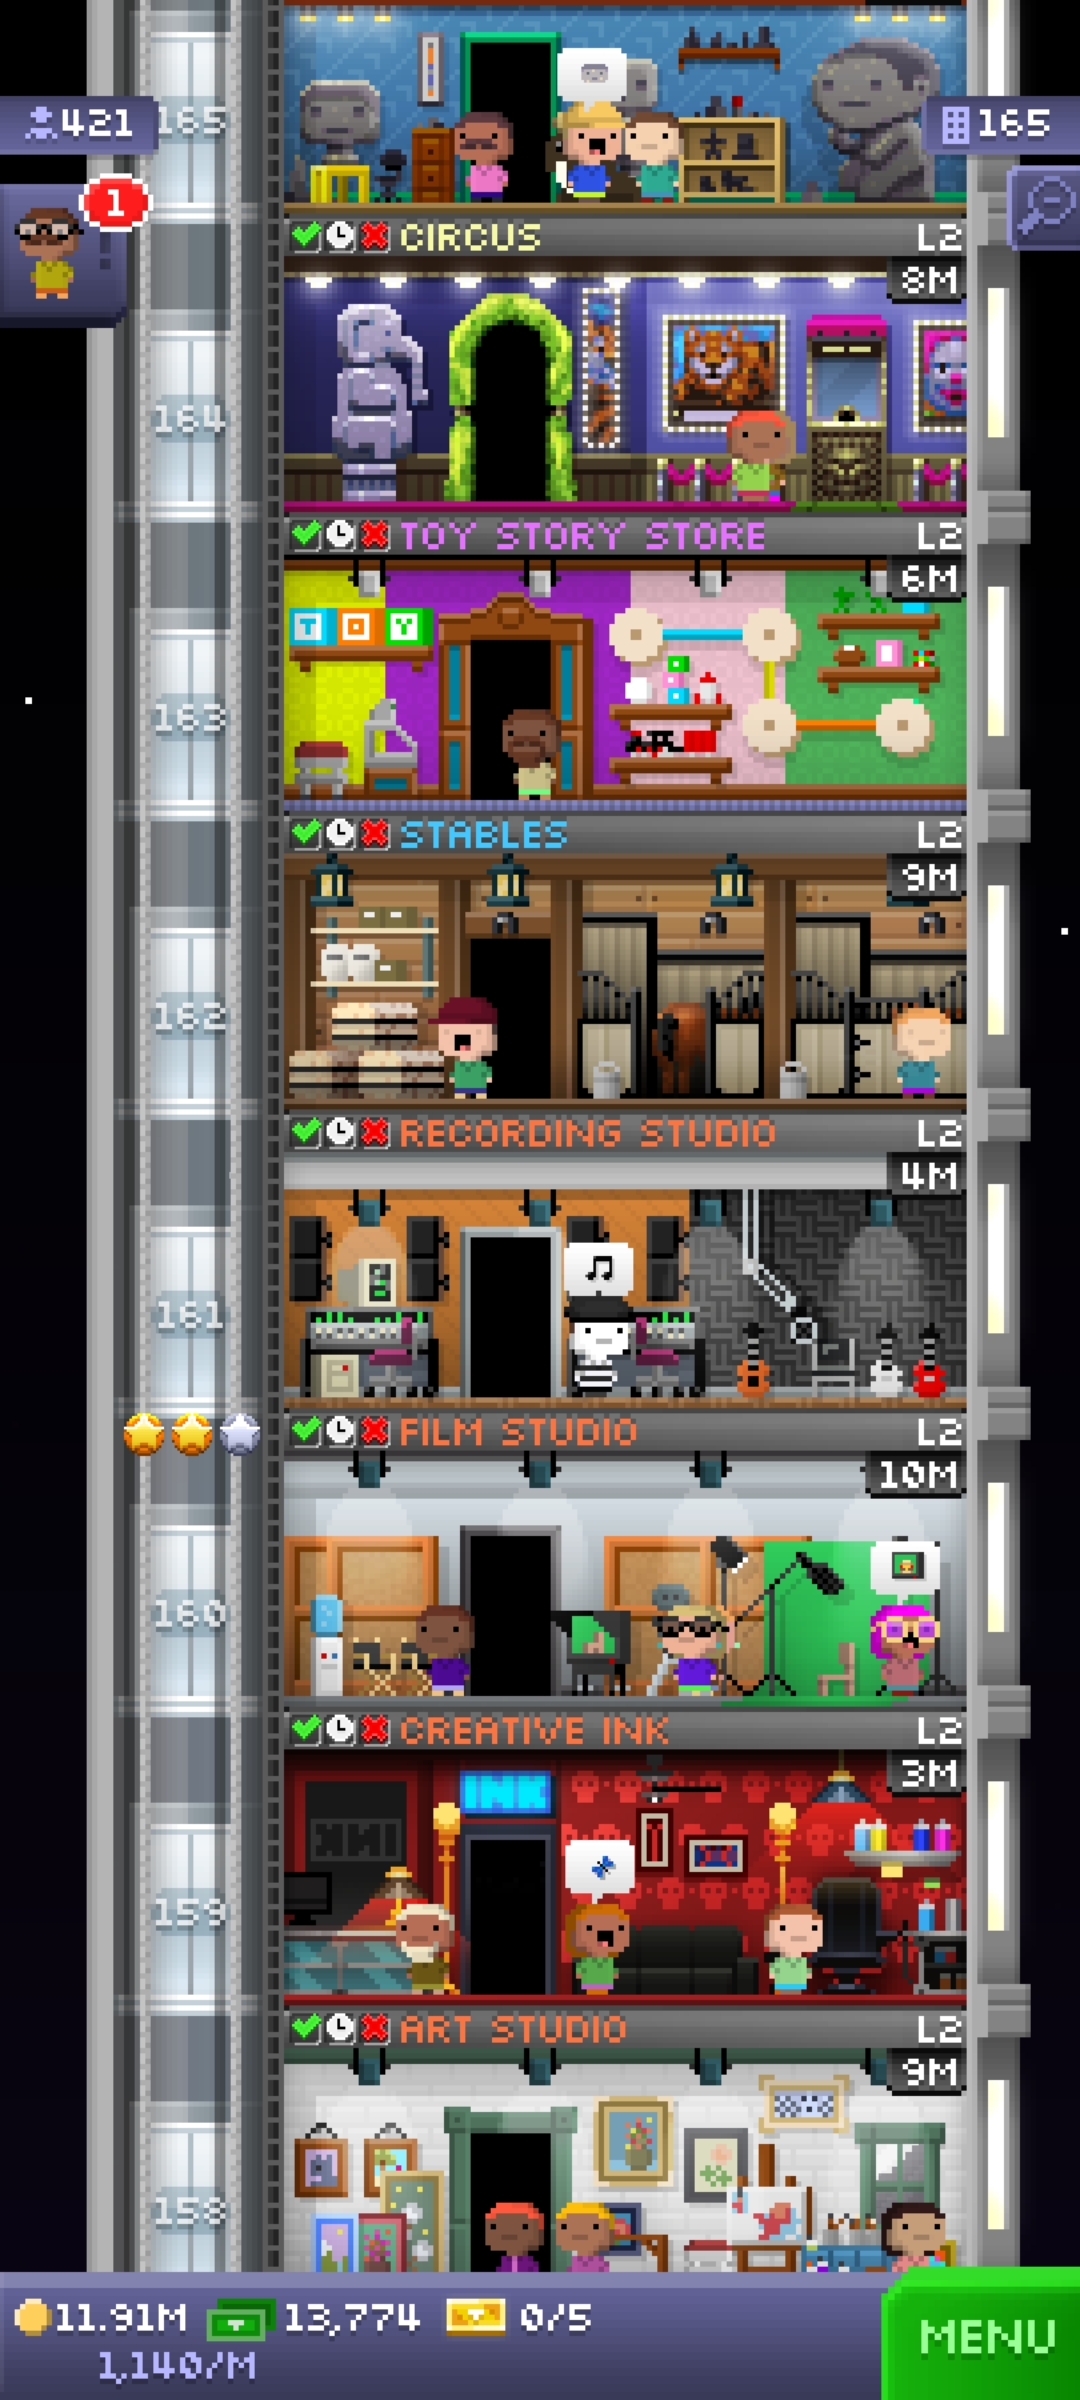 421
165
165
1
CIRCUS L2
8M
164
TOY STORY STORE L2
6M
TOY
163
STABLES L2
9M
162
RECORDING STUDIO L2
4M
161
FILM STUDIO L2
10M
160
CREATIVE INK L2
3M
INK
INK
159
ART STUDIO L2
9M
158
11.91M 13,774 0/5
1,140/M
MENU